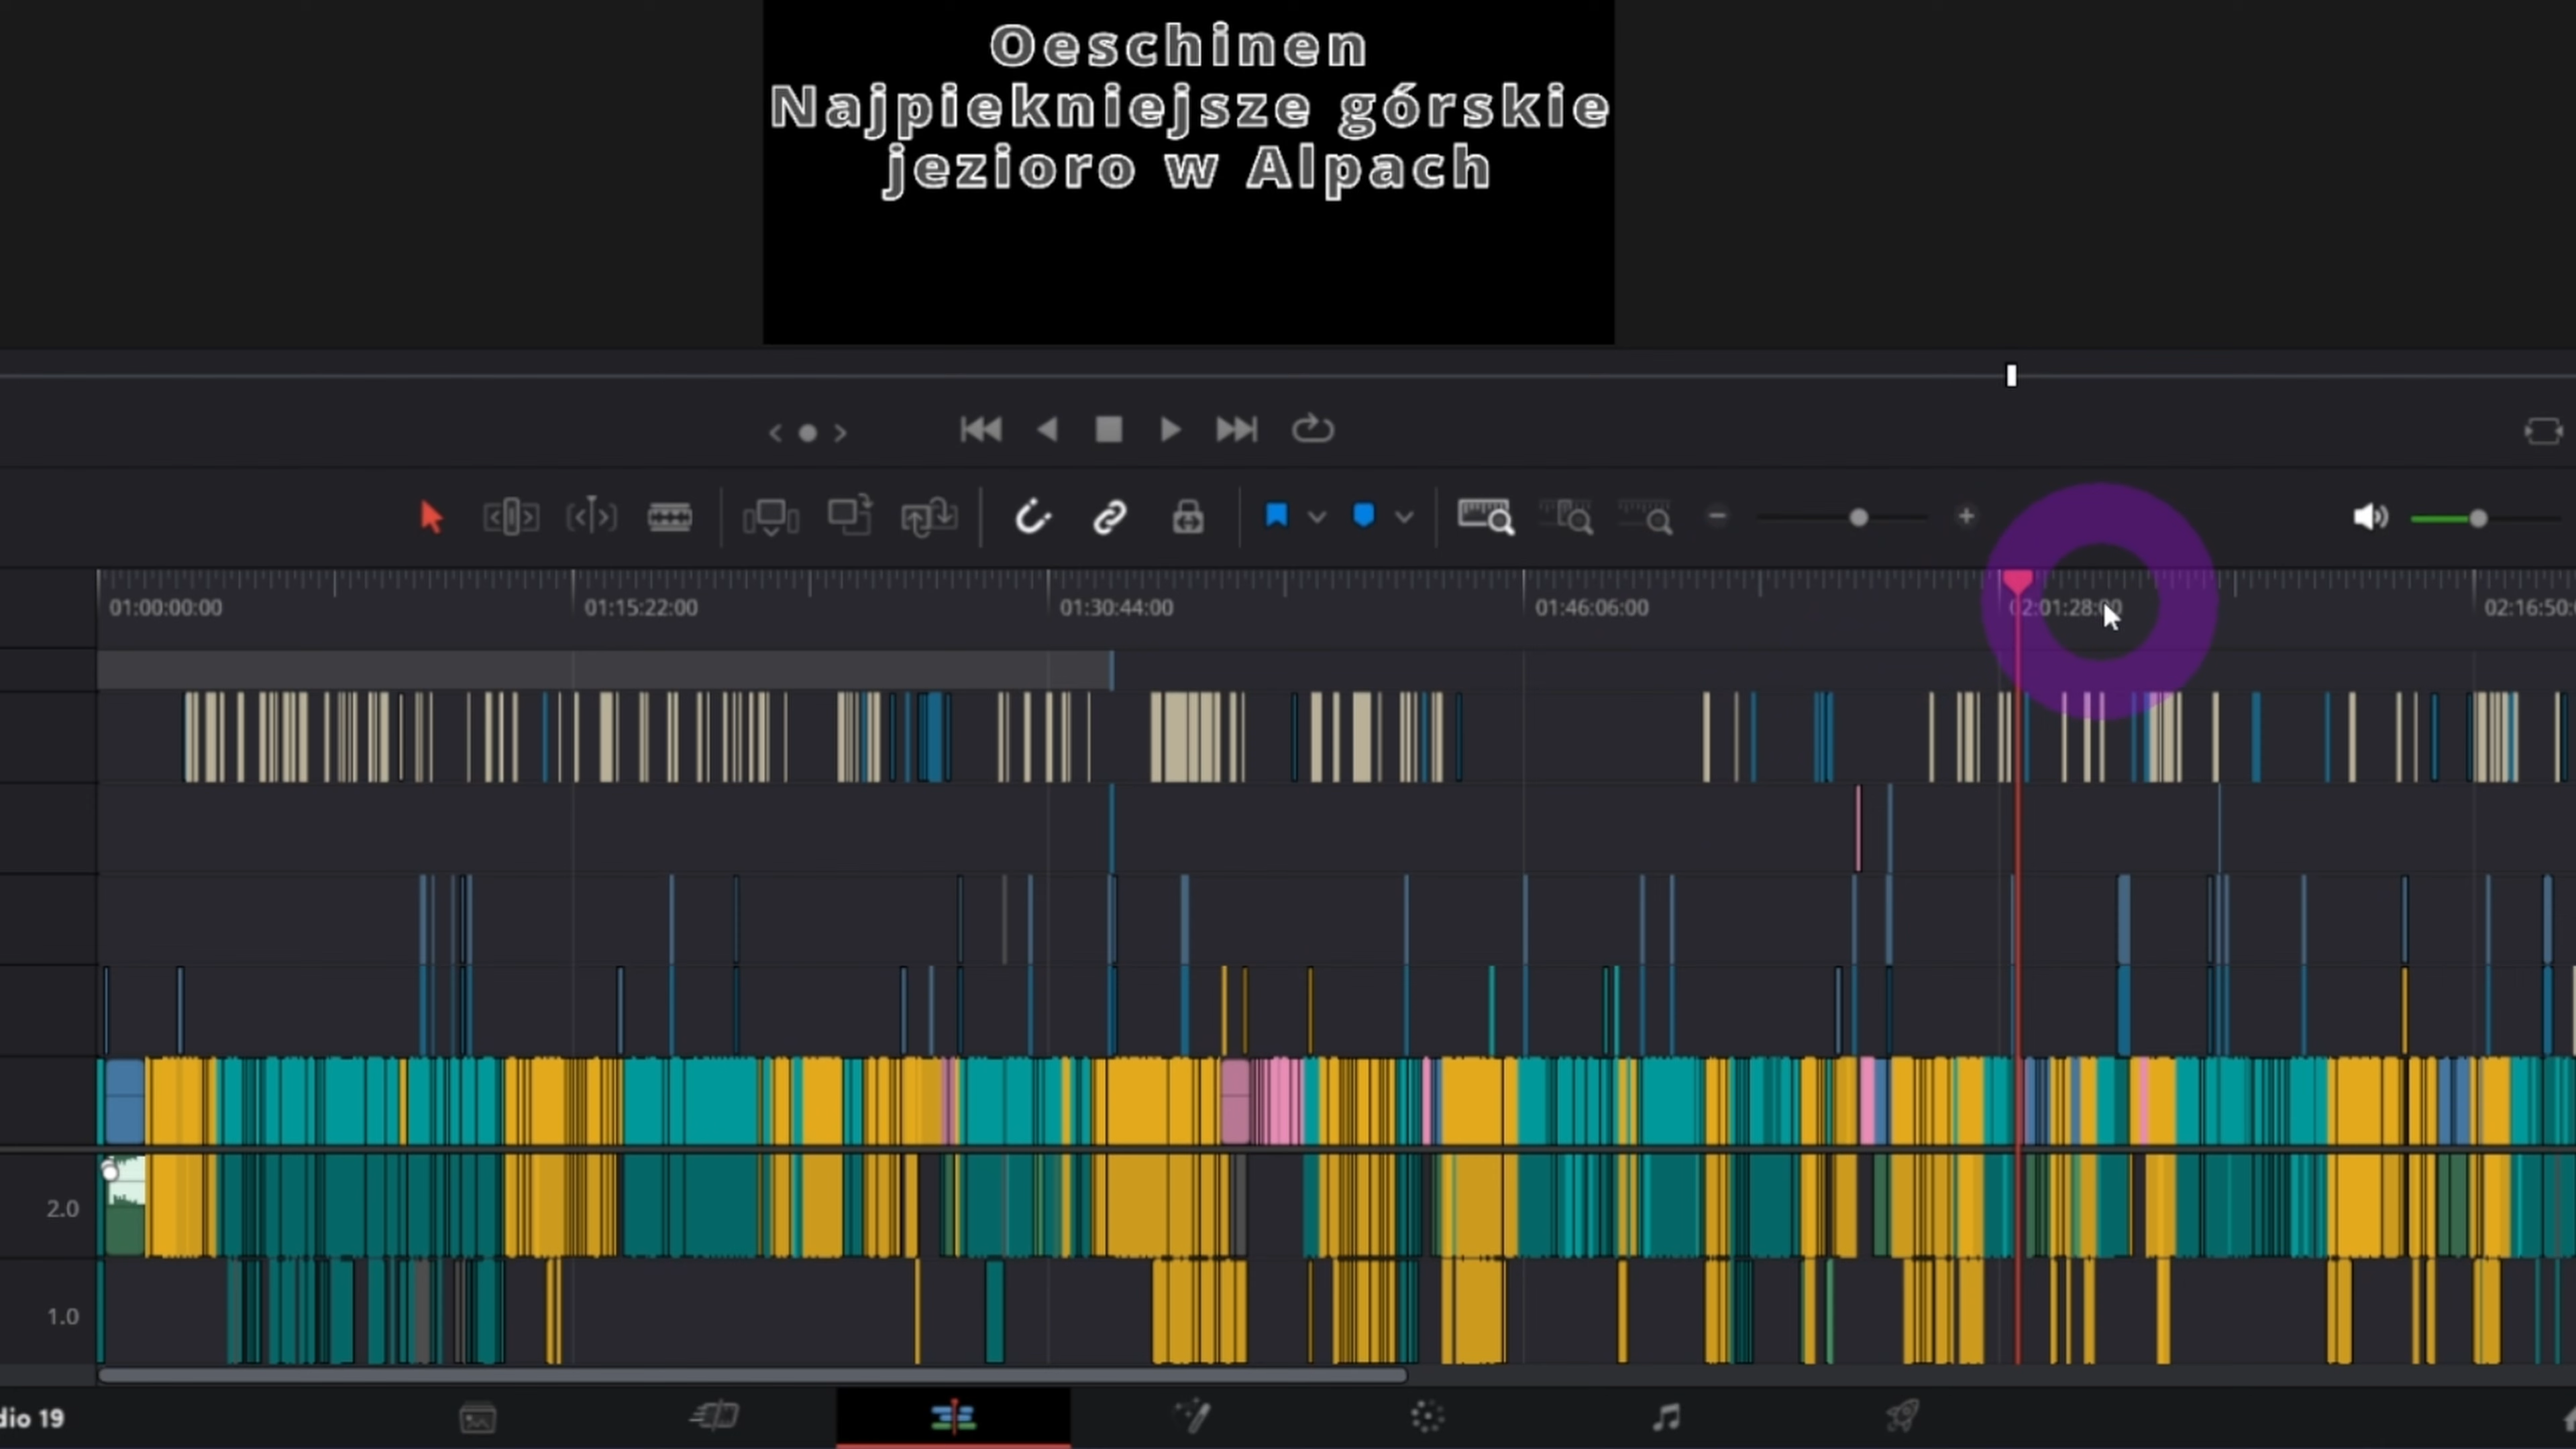 Oeschinen
Najpiekniejsze górskie
jezioro w Alpach
01:00:00:00 01:15:22:00 01:30:44:00 01:46:06:00 02:01:28:00 02:16:50:
2.0
1.0
dio 19